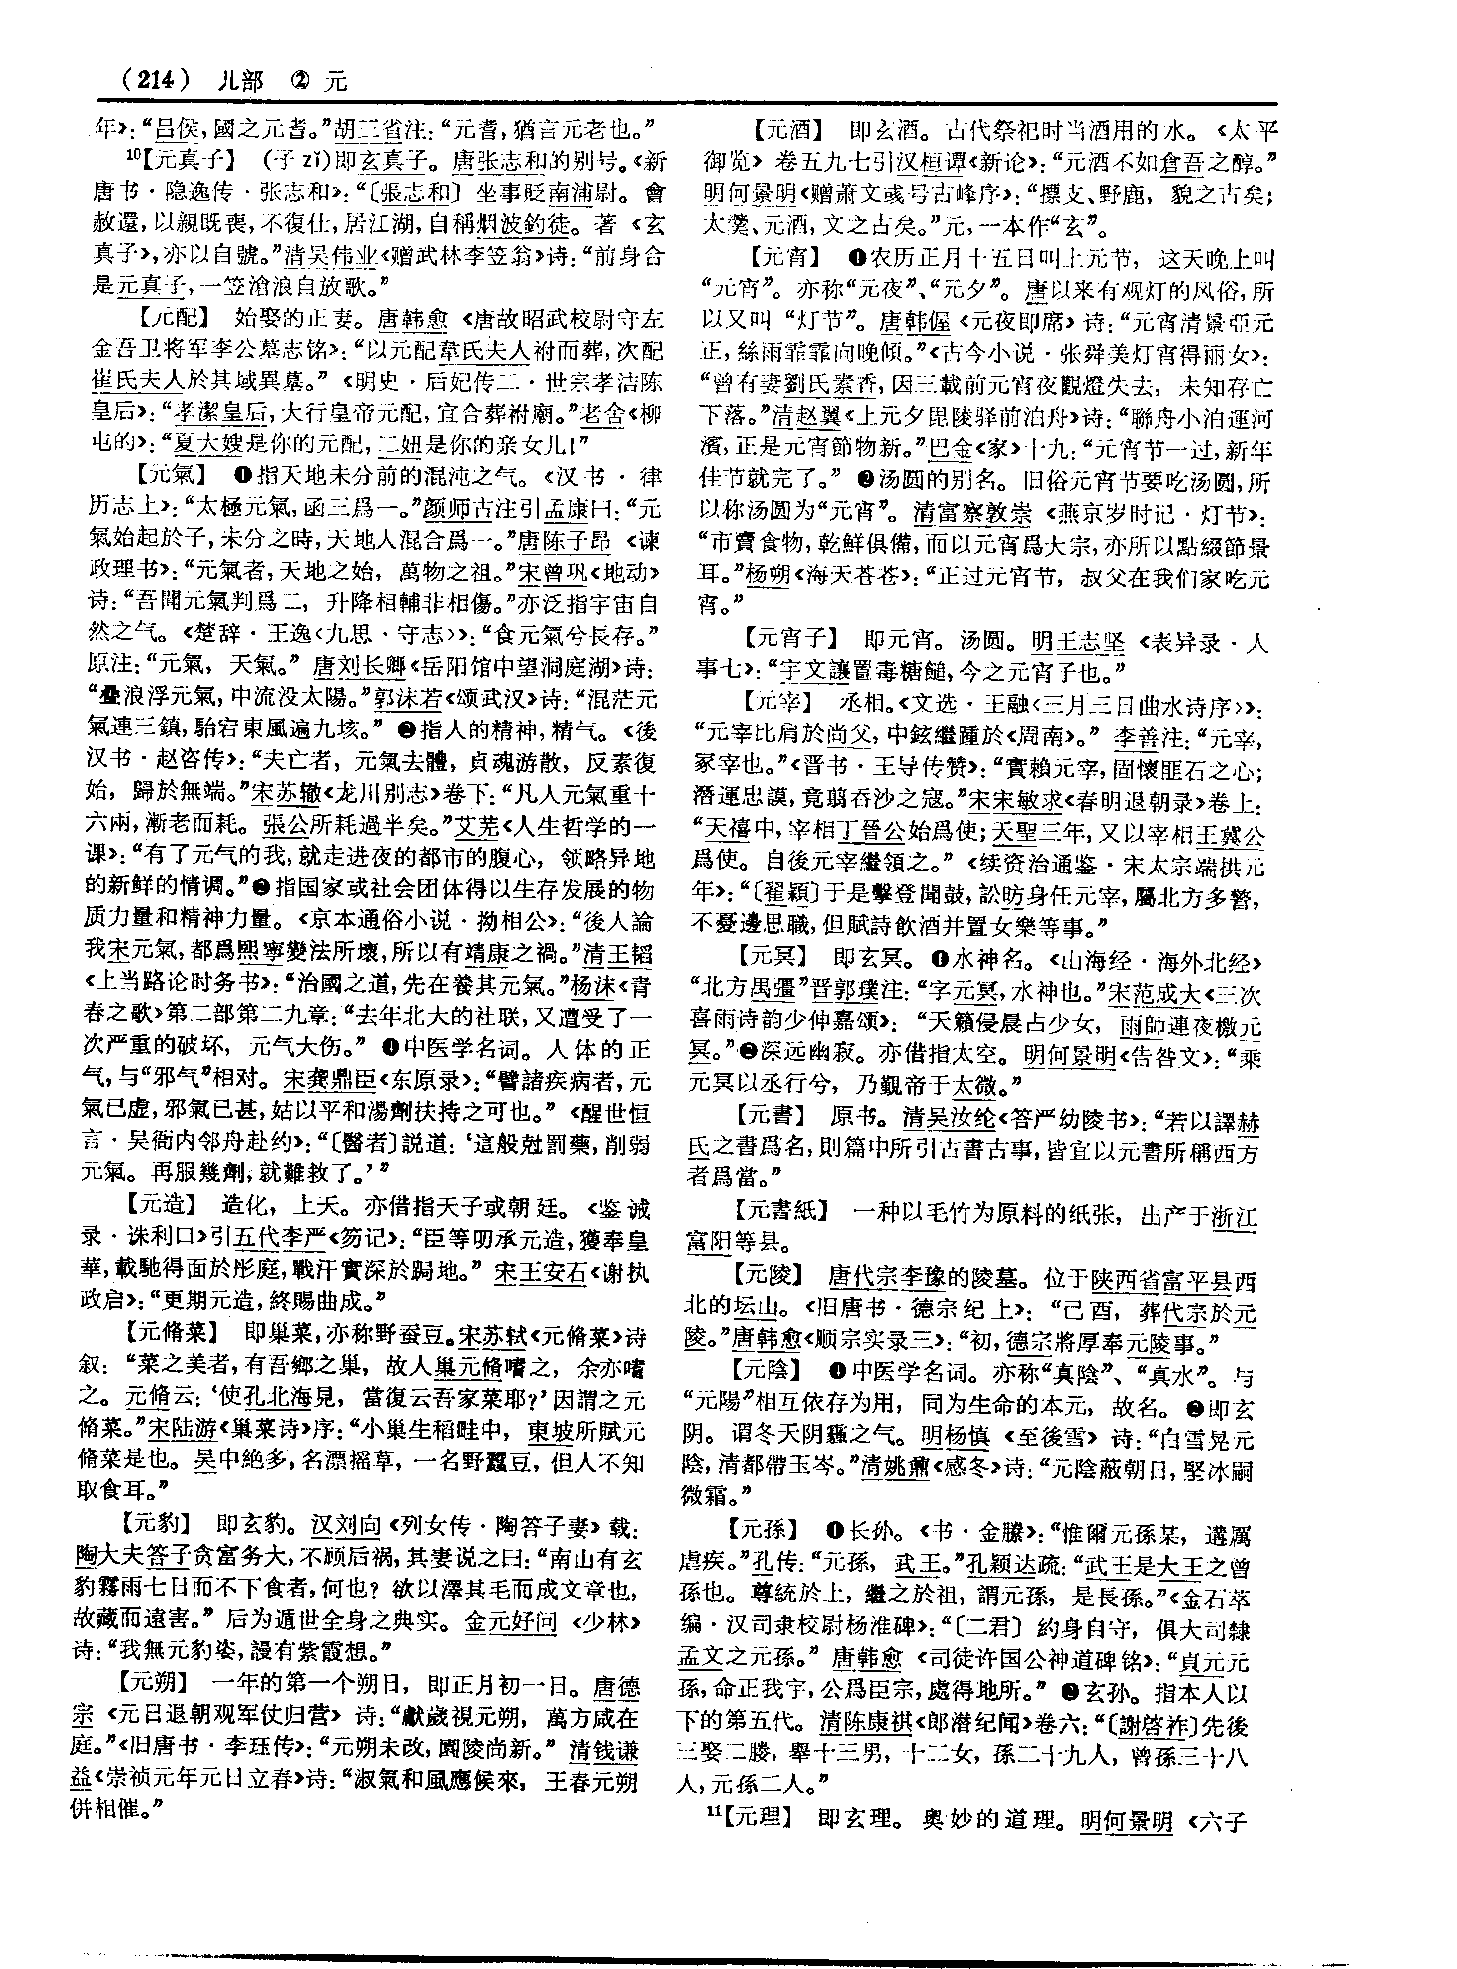 （214） 儿部 ② 元
年》：“吕侯，國之元耆。”胡三省注：“元耆，猶言元老也。”
10【元真子】 （子 zǐ）即玄真子。唐张志和的别号。《新
唐书·隐逸传·张志和》：“〔張志和〕坐事貶南浦尉。會
赦還，以親既喪，不復仕，居江湖，自稱烟波釣徒。著《玄
真子》，亦以自號。”清吴伟业《赠武林李笠翁》诗：“前身合
是元真子，一笠滄浪自放歌。”
【元配】 始娶的正妻。唐韩愈《唐故昭武校尉守左
金吾卫将军李公墓志铭》：“以元配韋氏夫人祔而葬，次配
崔氏夫人於其域異墓。”《明史·后妃传二·世宗孝洁陈
皇后》：“孝潔皇后，大行皇帝元配，宜合葬祔廟。”老舍《柳
屯的》：“夏大嫂是你的元配，二妞是你的亲女儿！”
【元氣】 ❶指天地未分前的混沌之气。《汉书·律
历志上》：“太極元氣，函三爲一。”颜师古注引孟康曰：“元
氣始起於子，未分之時，天地人混合爲一。”唐陈子昂《谏
政理书》：“元氣者，天地之始，萬物之祖。”宋曾巩《地动》
诗：“吾聞元氣判爲二，升降相輔非相傷。”亦泛指宇宙自
然之气。《楚辞·王逸〈九思·守志〉》：“食元氣兮長存。”
原注：“元氣，天氣。”唐刘长卿《岳阳馆中望洞庭湖》诗：
“疊浪浮元氣，中流没太陽。”郭沫若《颂武汉》诗：“混茫元
氣連三鎮，駘宕東風遍九垓。”❷指人的精神，精气。《後
汉书·赵咨传》：“夫亡者，元氣去體，貞魂游散，反素復
始，歸於無端。”宋苏辙《龙川别志》卷下：“凡人元氣重十
六兩，漸老而耗。張公所耗過半矣。”艾芜《人生哲学的一
课》：“有了元气的我，就走进夜的都市的腹心，领略异地
的新鲜的情调。”❸指国家或社会团体得以生存发展的物
质力量和精神力量。《京本通俗小说·拗相公》：“後人論
我宋元氣，都爲熙寧變法所壞，所以有靖康之禍。”清王韬
《上当路论时务书》：“治國之道，先在養其元氣。”杨沫《青
春之歌》第二部第二九章：“去年北大的社联，又遭受了一
次严重的破坏，元气大伤。”❹中医学名词。人体的正
气，与“邪气”相对。宋龚鼎臣《东原录》：“譬諸疾病者，元
氣已虚，邪氣已甚，姑以平和湯劑扶持之可也。”《醒世恒
言·吴衙内邻舟赴约》：“〔醫者〕説道：‘這般尅罰藥，削弱
元氣。再服幾劑，就難救了。’”
【元造】 造化，上天。亦借指天子或朝廷。《鉴诫
录·诛利口》引五代李严《笏记》：“臣等叨承元造，獲奉皇
華，載馳得面於彤庭，戰汗實深於跼地。”宋王安石《谢执
政启》：“更期元造，終賜曲成。”
【元脩菜】 即巢菜，亦称野蚕豆。宋苏轼《元脩菜》诗
叙：“菜之美者，有吾鄉之巢，故人巢元脩嗜之，余亦嗜
之。元脩云：‘使孔北海見，當復云吾家菜耶？’因謂之元
脩菜。”宋陆游《巢菜诗》序：“小巢生稻畦中，東坡所賦元
脩菜是也。吴中絶多，名漂摇草，一名野蠶豆，但人不知
取食耳。”
【元豹】 即玄豹。汉刘向《列女传·陶答子妻》载：
陶大夫答子贪富务大，不顾后祸，其妻说之曰：“南山有玄
豹霧雨七日而不下食者，何也？欲以澤其毛而成文章也，
故藏而遠害。”后为遁世全身之典实。金元好问《少林》
诗：“我無元豹姿，謾有紫霞想。”
【元朔】 一年的第一个朔日，即正月初一日。唐德
宗《元日退朝观军仗归营》诗：“獻歲視元朔，萬方咸在
庭。”《旧唐书·李珏传》：“元朔未改，園陵尚新。”清钱谦
益《崇祯元年元日立春》诗：“淑氣和風應候來，王春元朔
併相催。”
【元酒】 即玄酒。古代祭祀时当酒用的水。《太平
御览》卷五九七引汉桓谭《新论》：“元酒不如倉吾之醇。”
明何景明《赠萧文彧号古峰序》：“摽支、野鹿，貌之古矣；
太羹、元酒，文之古矣。”元，一本作“玄”。
【元宵】 ❶农历正月十五日叫上元节，这天晚上叫
“元宵”。亦称“元夜”、“元夕”。唐以来有观灯的风俗，所
以又叫“灯节”。唐韩偓《元夜即席》诗：“元宵清景亞元
正，絲雨霏霏向晚傾。”《古今小说·张舜美灯宵得丽女》：
“曾有妻劉氏素香，因三載前元宵夜觀燈失去，未知存亡
下落。”清赵翼《上元夕毘陵驿前泊舟》诗：“聯舟小泊運河
濱，正是元宵節物新。”巴金《家》十九：“元宵节一过，新年
佳节就完了。”❷汤圆的别名。旧俗元宵节要吃汤圆，所
以称汤圆为“元宵”。清富察敦崇《燕京岁时记·灯节》：
“市賣食物，乾鮮俱備，而以元宵爲大宗，亦所以點綴節景
耳。”杨朔《海天苍苍》：“正过元宵节，叔父在我们家吃元
宵。”
【元宵子】 即元宵。汤圆。明王志坚《表异录·人
事七》：“宇文護置毒糖䭔，今之元宵子也。”
【元宰】 丞相。《文选·王融〈三月三日曲水诗序〉》：
“元宰比肩於尚父，中鉉繼踵於《周南》。”李善注：“元宰，
冢宰也。”《晋书·王导传赞》：“實賴元宰，固懷匪石之心；
潛運忠謨，竟翦吞沙之寇。”宋宋敏求《春明退朝录》卷上：
“天禧中，宰相丁晉公始爲使；天聖三年，又以宰相王冀公
爲使。自後元宰繼領之。”《续资治通鉴·宋太宗端拱元
年》：“〔翟穎〕于是擊登聞鼓，訟昉身任元宰，屬北方多警，
不憂邊思職，但賦詩飲酒并置女樂等事。”
【元冥】 即玄冥。❶水神名。《山海经·海外北经》
“北方禺彊”晋郭璞注：“字元冥，水神也。”宋范成大《三次
喜雨诗韵少伸嘉颂》：“天籟侵晨占少女，雨師連夜檄元
冥。”❷深远幽寂。亦借指太空。明何景明《告咎文》：“乘
元冥以丞行兮，乃觐帝于太微。”
【元書】 原书。清吴汝纶《答严幼陵书》：“若以譯赫
氏之書爲名，則篇中所引古書古事，皆宜以元書所稱西方
者爲當。”
【元書紙】 一种以毛竹为原料的纸张，出产于浙江
富阳等县。
【元陵】 唐代宗李豫的陵墓。位于陕西省富平县西
北的坛山。《旧唐书·德宗纪上》：“己酉，葬代宗於元
陵。”唐韩愈《顺宗实录三》：“初，德宗將厚奉元陵事。”
【元陰】 ❶中医学名词。亦称“真陰”、“真水”。与
“元陽”相互依存为用，同为生命的本元，故名。❷即玄
阴。谓冬天阴霾之气。明杨慎《至後雪》诗：“白雪晃元
陰，清都帶玉岑。”清姚鼐《感冬》诗：“元陰蔽朝日，堅冰嗣
微霜。”
【元孫】 ❶长孙。《书·金滕》：“惟爾元孫某，遘厲
虐疾。”孔传：“元孫，武王。”孔颖达疏：“武王是大王之曾
孫也。尊統於上，繼之於祖，謂元孫，是長孫。”《金石萃
编·汉司隶校尉杨淮碑》：“〔二君〕約身自守，俱大司隸
孟文之元孫。”唐韩愈《司徒许国公神道碑铭》：“貞元元
孫，命正我宇，公爲臣宗，處得地所。”❷玄孙。指本人以
下的第五代。清陈康祺《郎潜纪闻》卷六：“〔謝啓祚〕先後
三娶二媵，舉十三男，十二女，孫二十九人，曾孫三十八
人，元孫二人。”
11【元理】 即玄理。奥妙的道理。明何景明《六子